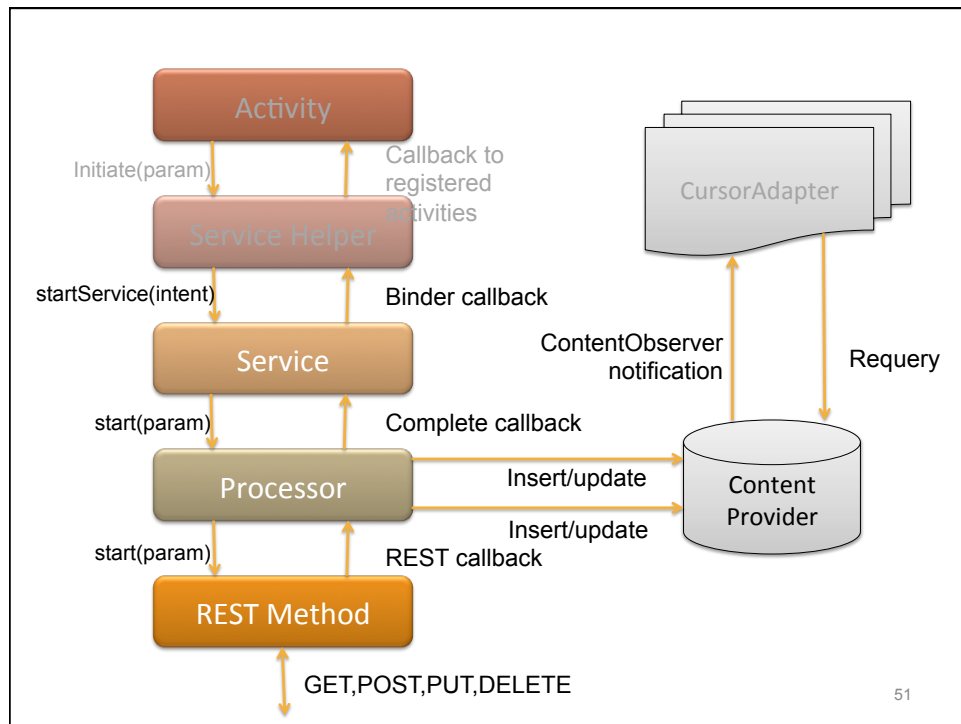 Activity
Initiate(param)
Callback to
registered
activities
CursorAdapter
Service Helper
startService(intent)
Binder callback
Service
ContentObserver
notification
Requery
start(param)
Complete callback
Processor
Insert/update
Content
Provider
Insert/update
start(param)
REST callback
REST Method
GET,POST,PUT,DELETE
51